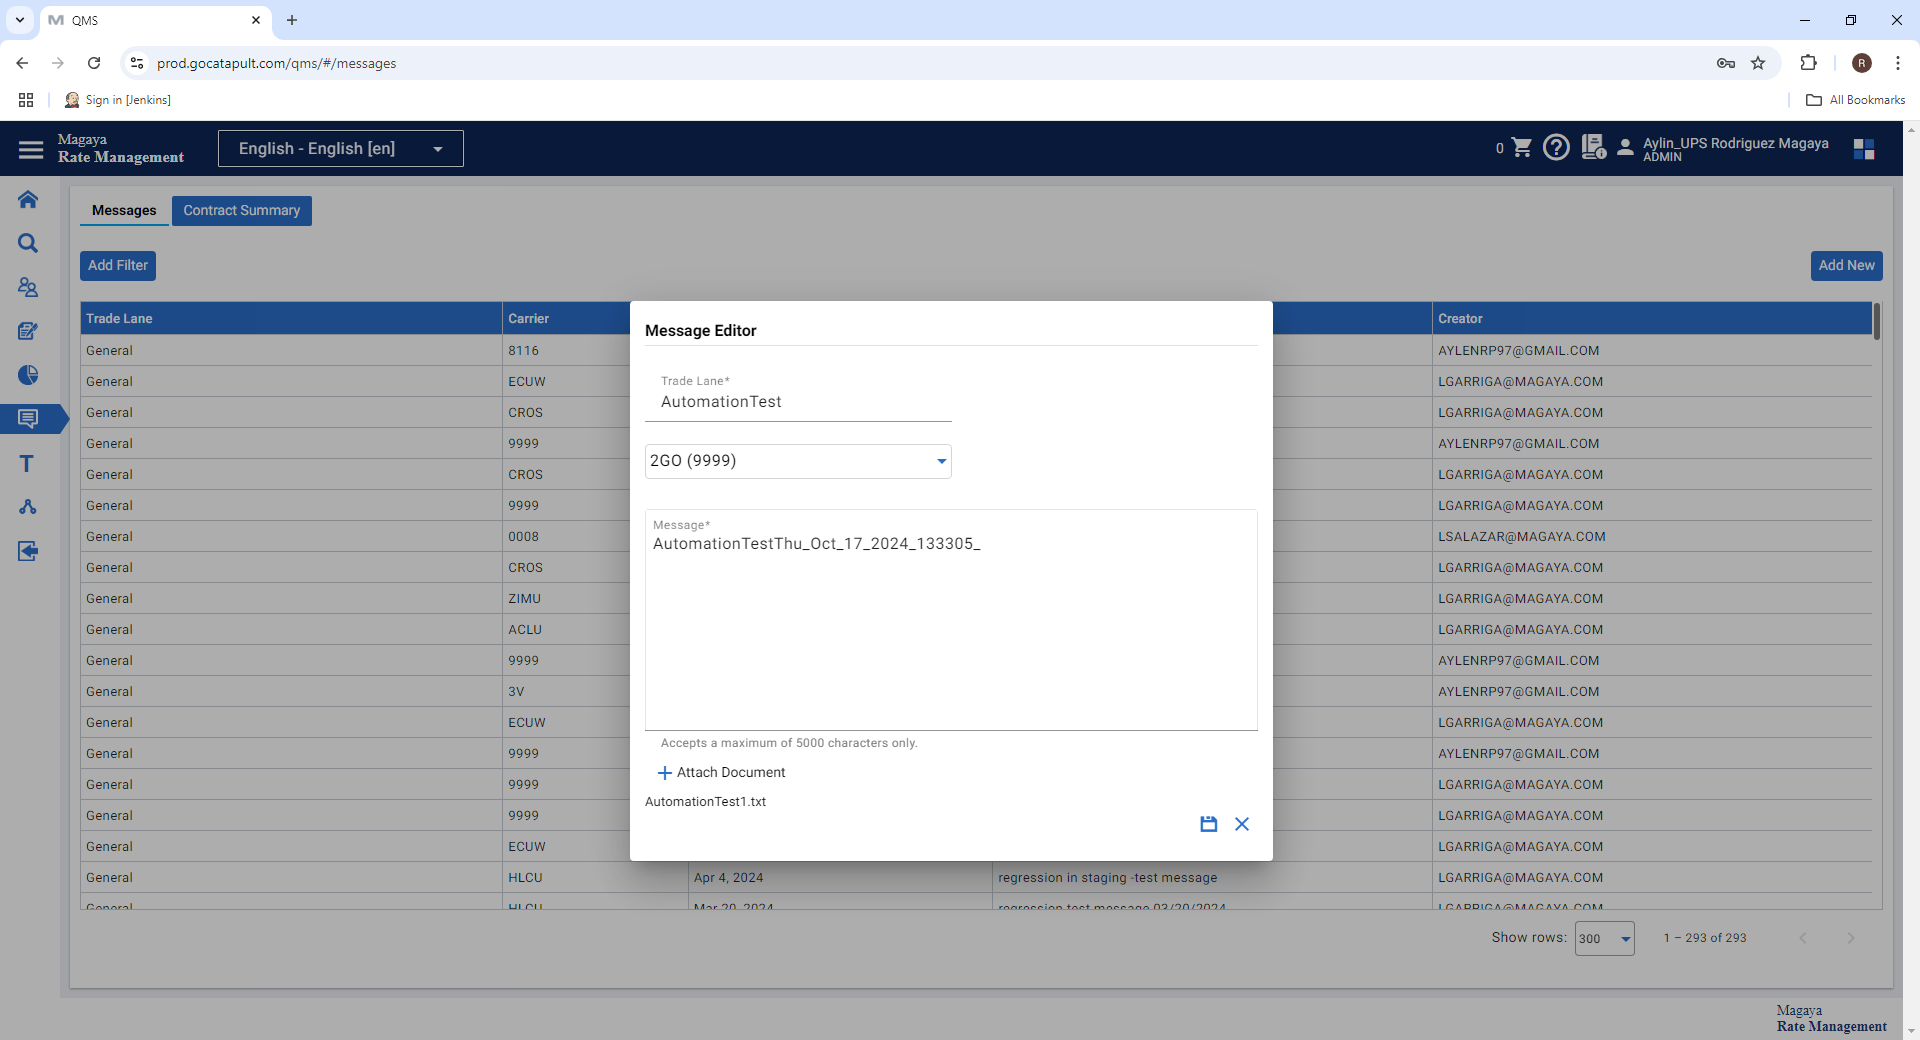 QMS
prod.gocatapult.com/qms/#/messages
R
Sign in [Jenkins]
All Bookmarks
Magaya
Rate Management
English - English [en]
0
Aylin_UPS Rodriguez Magaya
ADMIN
Messages
Contract Summary
Add Filter
Add New
Trade Lane
Carrier
Creator
General
8116
AYLENRP97@GMAIL.COM
General
ECUW
LGARRIGA@MAGAYA.COM
General
CROS
LGARRIGA@MAGAYA.COM
General
9999
AYLENRP97@GMAIL.COM
General
CROS
LGARRIGA@MAGAYA.COM
General
9999
LGARRIGA@MAGAYA.COM
General
0008
LSALAZAR@MAGAYA.COM
General
CROS
LGARRIGA@MAGAYA.COM
General
ZIMU
LGARRIGA@MAGAYA.COM
General
ACLU
LGARRIGA@MAGAYA.COM
General
9999
AYLENRP97@GMAIL.COM
General
3V
AYLENRP97@GMAIL.COM
General
ECUW
LGARRIGA@MAGAYA.COM
General
9999
AYLENRP97@GMAIL.COM
General
9999
LGARRIGA@MAGAYA.COM
General
9999
LGARRIGA@MAGAYA.COM
General
ECUW
LGARRIGA@MAGAYA.COM
General
HLCU
Apr 4, 2024
regression in staging -test message
LGARRIGA@MAGAYA.COM
General
HLCU
Mar 20, 2024
regression test message 03/20/2024
LGARRIGA@MAGAYA.COM
Message Editor
Trade Lane*
AutomationTest
2GO (9999)
Message*
AutomationTestThu_Oct_17_2024_133305_
Accepts a maximum of 5000 characters only.
Attach Document
AutomationTest1.txt
Show rows:
300
1 – 293 of 293
Magaya
Rate Management